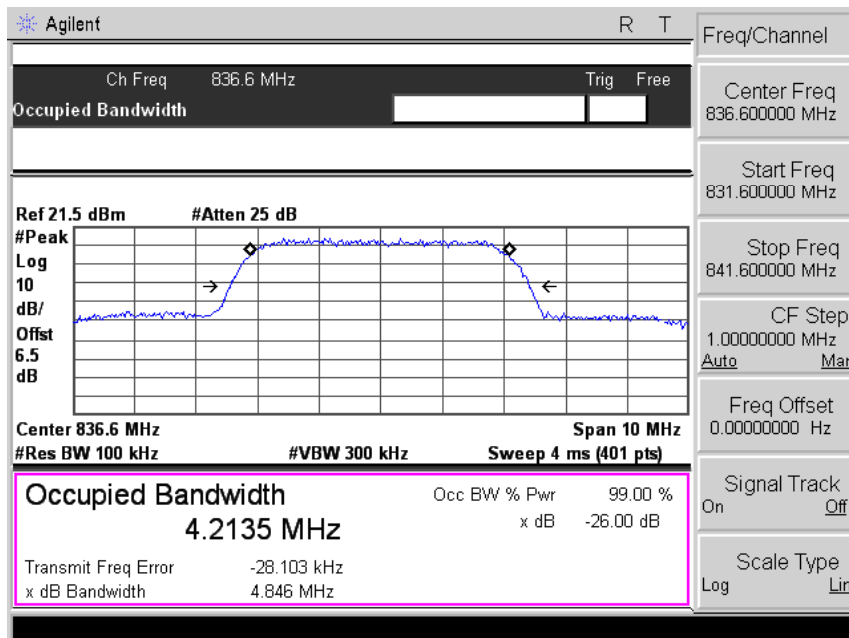 Agilent
R T
Ch Freq 836.6 MHz Trig Free
Occupied Bandwidth
Ref 21.5 dBm #Atten 25 dB
#Peak
Log
10
dB/
Offst
6.5
dB
Center 836.6 MHz Span 10 MHz
#Res BW 100 kHz #VBW 300 kHz Sweep 4 ms (401 pts)
Occupied Bandwidth
4.2135 MHz
Occ BW % Pwr 99.00 %
x dB -26.00 dB
Transmit Freq Error -28.103 kHz
x dB Bandwidth 4.846 MHz
Freq/Channel
Center Freq
836.600000 MHz
Start Freq
831.600000 MHz
Stop Freq
841.600000 MHz
CF Step
1.00000000 MHz
Auto Mar
Freq Offset
0.00000000 Hz
Signal Track
On Off
Scale Type
Log Lin